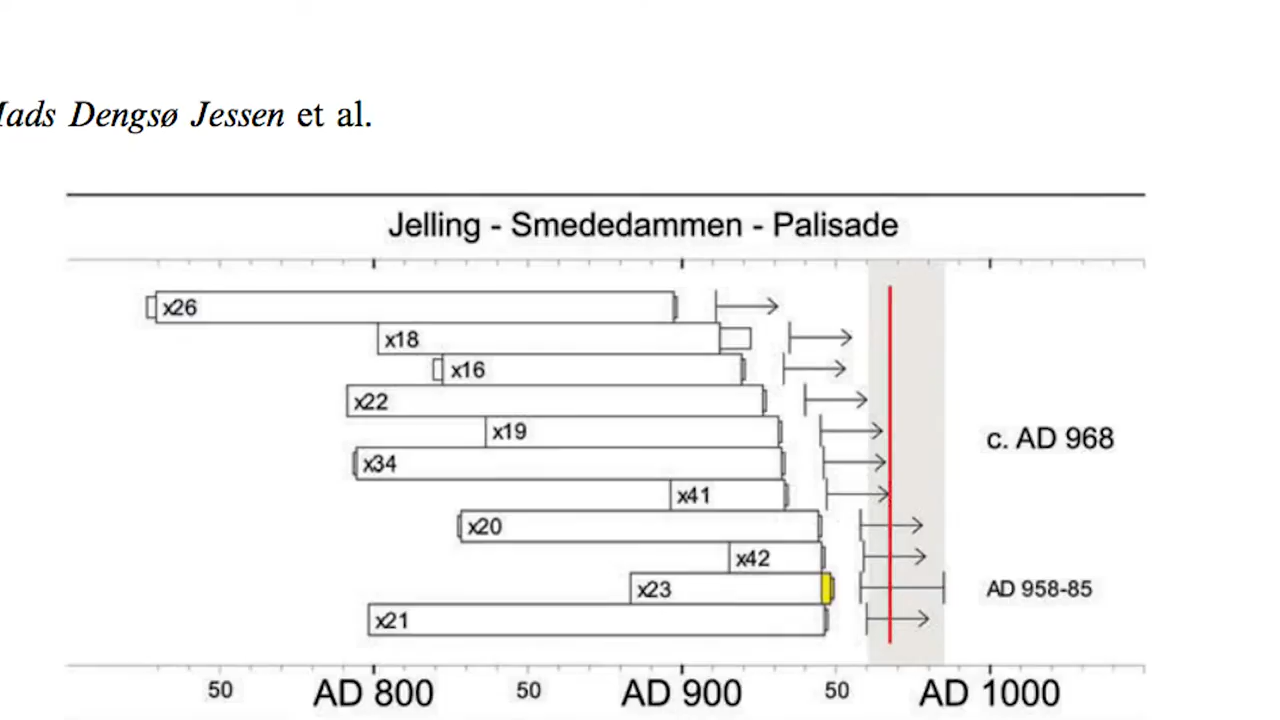 Mads Dengsø Jessen et al.
Jelling - Smededammen - Palisade
x26
x18
x16
x22
x19
c. AD 968
x34
x41
x20
x42
x23
AD 958-85
x21
50
AD 800
50
AD 900
50
AD 1000